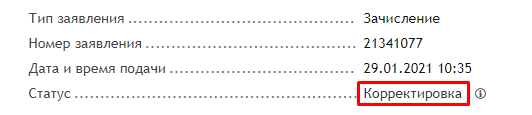 Тип заявления ........................................................ Зачисление
Номер заявления .................................................. 21341077
Дата и время подачи ............................................ 29.01.2021 10:35
Статус .................................................................. Корректировка